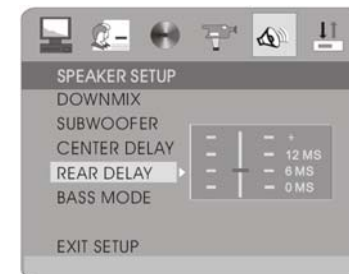 SPEAKER SETUP
DOWNMIX
SUBWOOFER
CENTER DELAY
REAR DELAY
BASS MODE
+
12 MS
6 MS
0 MS
EXIT SETUP